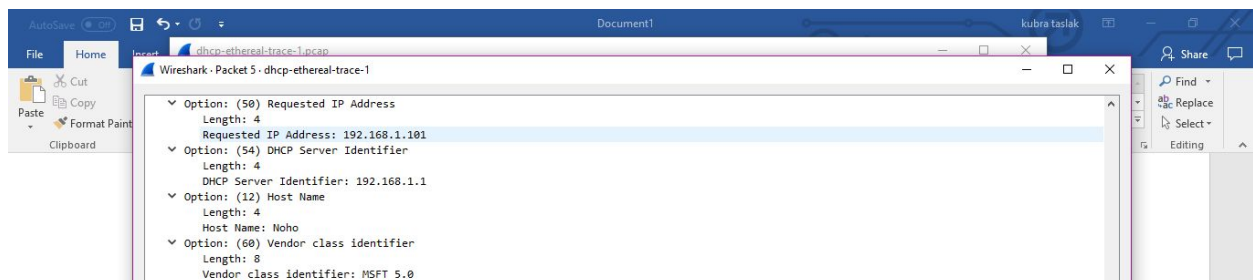 AutoSave Off Document1 kubra taslak
File Home Insert dhcp-ethereal-trace-1.pcap Share
Wireshark · Packet 5 · dhcp-ethereal-trace-1
Cut
Copy
Paste
Format Paint
Clipboard
Find
Replace
Select
Editing
Option: (50) Requested IP Address
Length: 4
Requested IP Address: 192.168.1.101
Option: (54) DHCP Server Identifier
Length: 4
DHCP Server Identifier: 192.168.1.1
Option: (12) Host Name
Length: 4
Host Name: Noho
Option: (60) Vendor class identifier
Length: 8
Vendor class identifier: MSFT 5.0